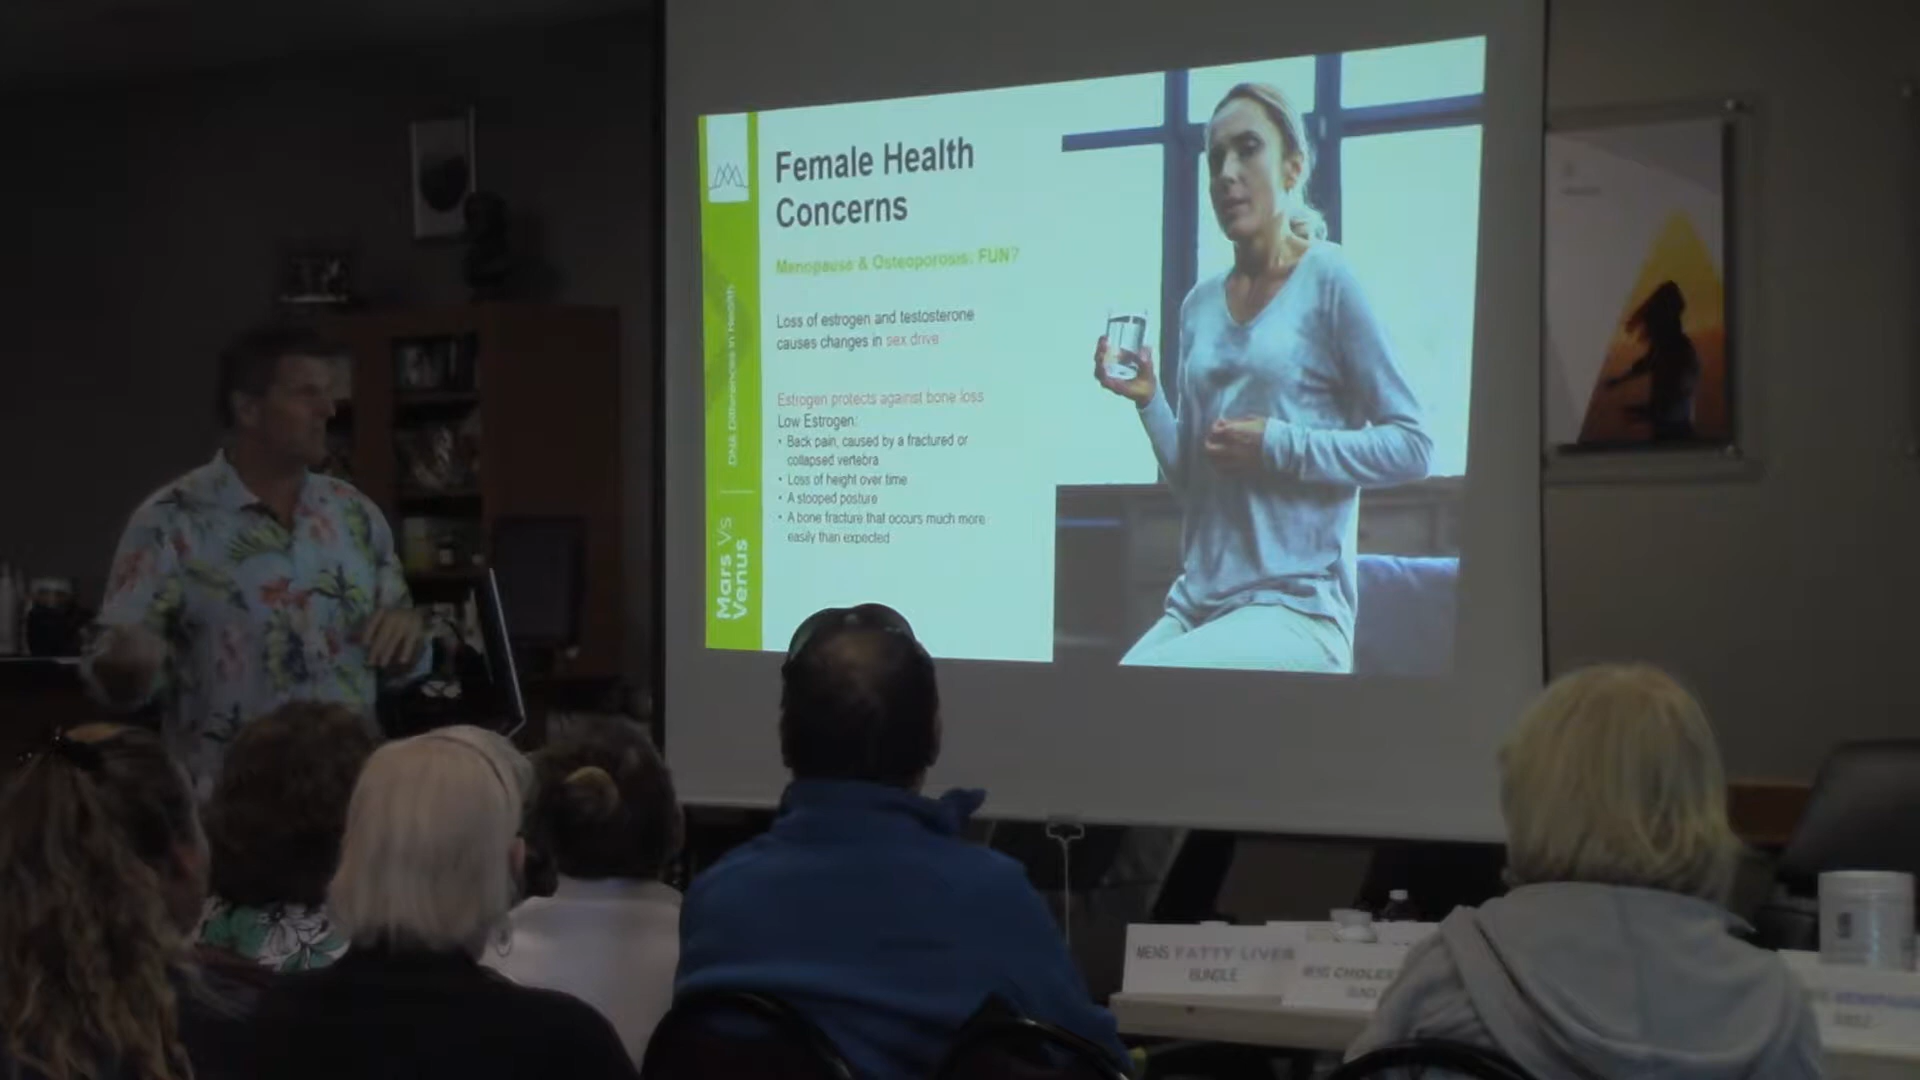 Female Health
Concerns
Menopause & Osteoporosis: FUN?
Loss of estrogen and testosterone
causes changes in sex drive
Estrogen protects against bone loss
Low Estrogen:
• Back pain, caused by a fractured or
collapsed vertebra
• Loss of height over time
• A stooped posture
• A bone fracture that occurs much more
easily than expected
DNA Differences in Health
Mars Vs
Venus
MENS FATTY LIVER
BUNDLE